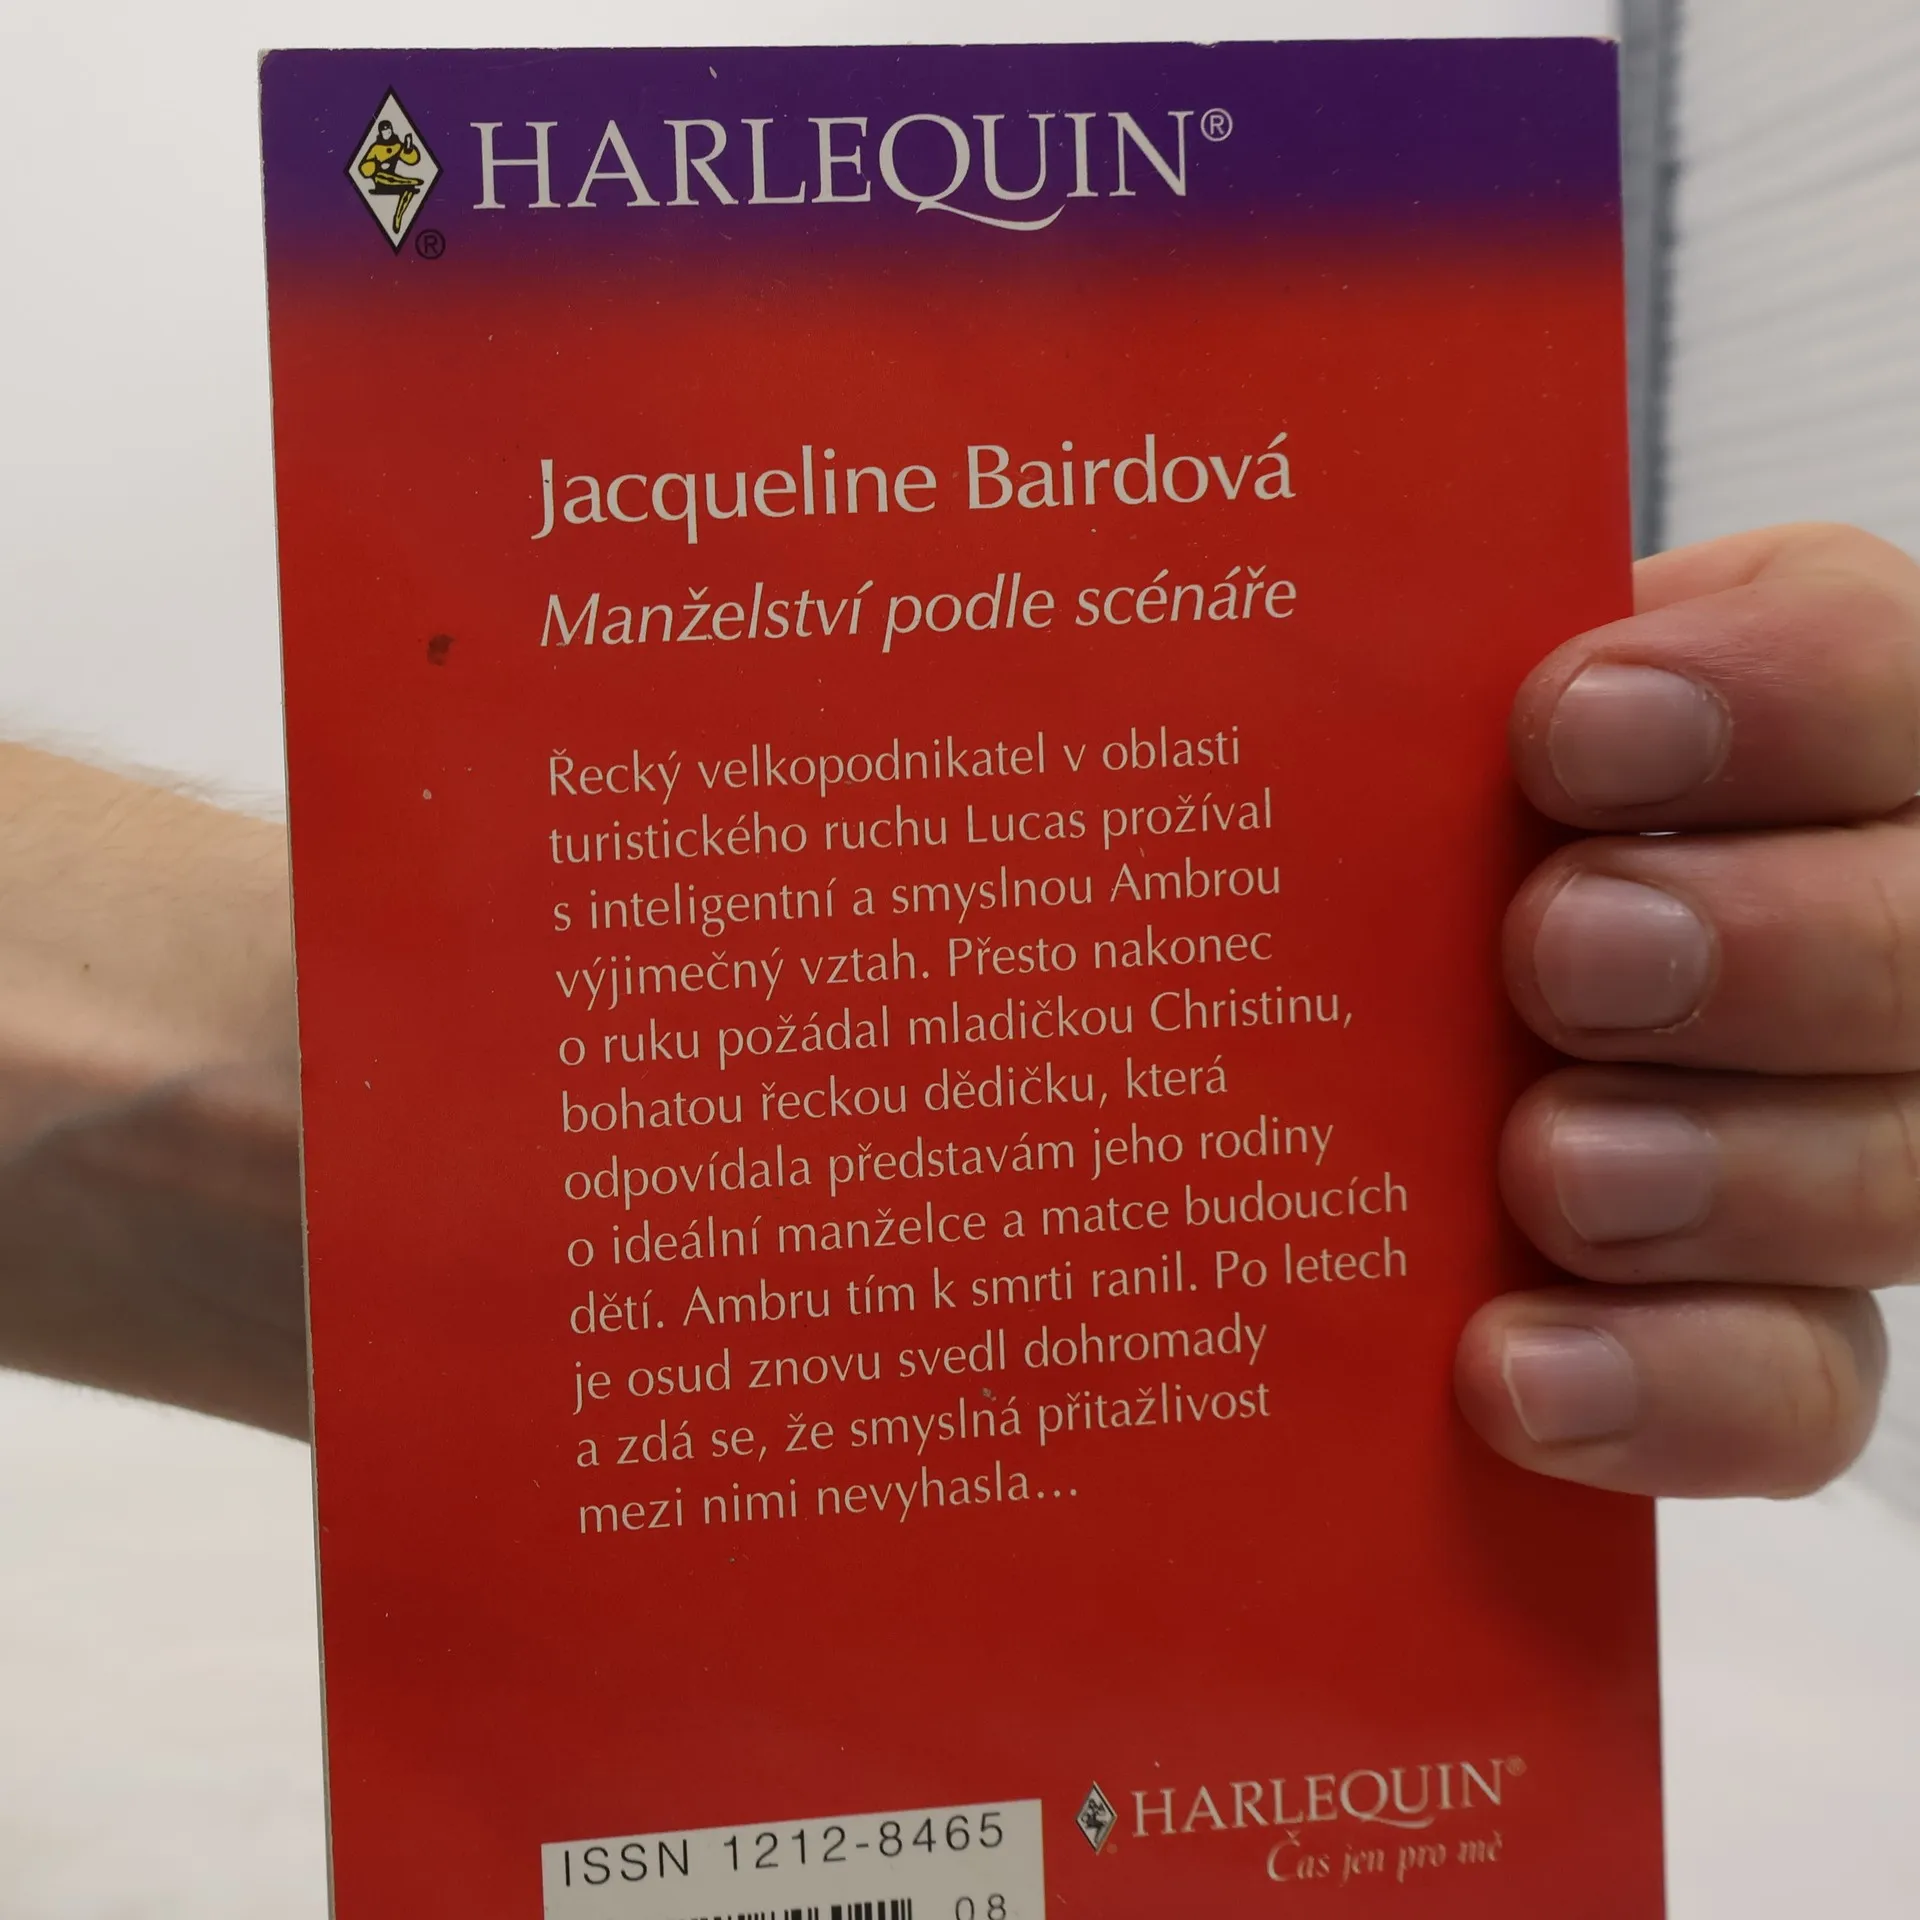 HARLEQUIN®
®
Jacqueline Bairdová
Manželství podle scénáře
Řecký velkopodnikatel v oblasti
turistického ruchu Lucas prožíval
s inteligentní a smyslnou Ambrou
výjimečný vztah. Přesto nakonec
o ruku požádal mladičkou Christinu,
bohatou řeckou dědičku, která
odpovídala představám jeho rodiny
o ideální manželce a matce budoucích
dětí. Ambru tím k smrti ranil. Po letech
je osud znovu svedl dohromady
a zdá se, že smyslná přitažlivost
mezi nimi nevyhasla...
HARLEQUIN®
Čas jen pro mě
ISSN 1212-8465
08